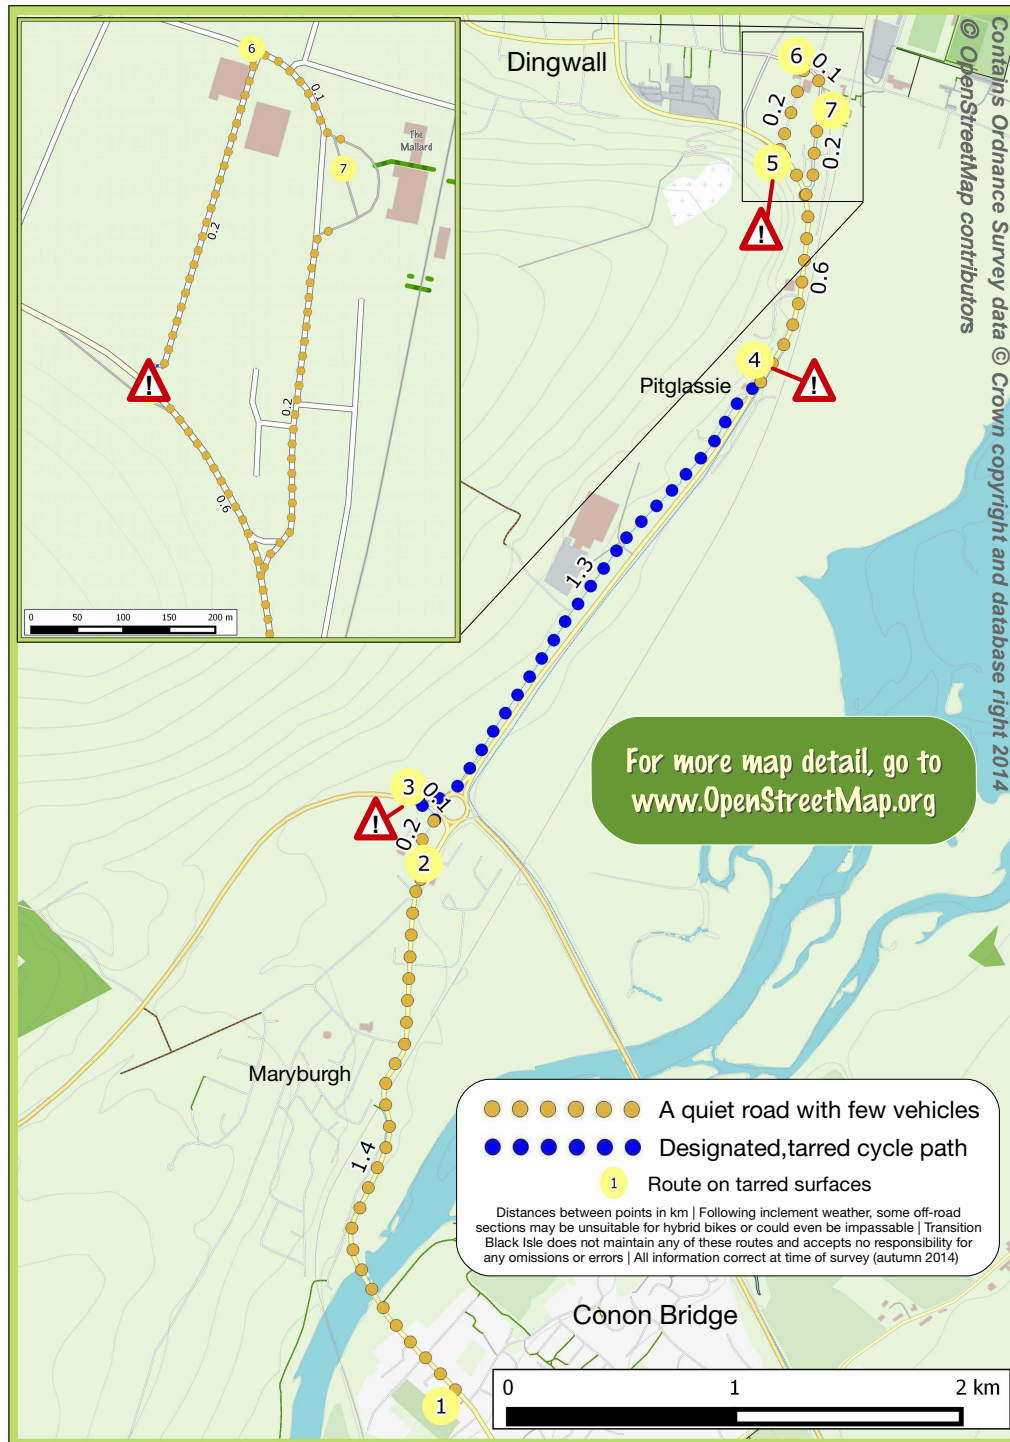 6
0.1
The
Mallard
7
0.2
0.2
!
0.6
0 50 100 150 200 m
Dingwall
6
0.1
0.2
7
0.2
5
!
0.6
4
!
Pitglassie
1.3
Contains Ordnance Survey data © Crown copyright and database right 2014
© OpenStreetMap contributors
For more map detail, go to
www.OpenStreetMap.org
3
0.1
!
0.2
2
Maryburgh
1.4
A quiet road with few vehicles
Designated,tarred cycle path
1 Route on tarred surfaces
Distances between points in km | Following inclement weather, some off-road
sections may be unsuitable for hybrid bikes or could even be impassable | Transition
Black Isle does not maintain any of these routes and accepts no responsibility for
any omissions or errors | All information correct at time of survey (autumn 2014)
Conon Bridge
1
0 1 2 km